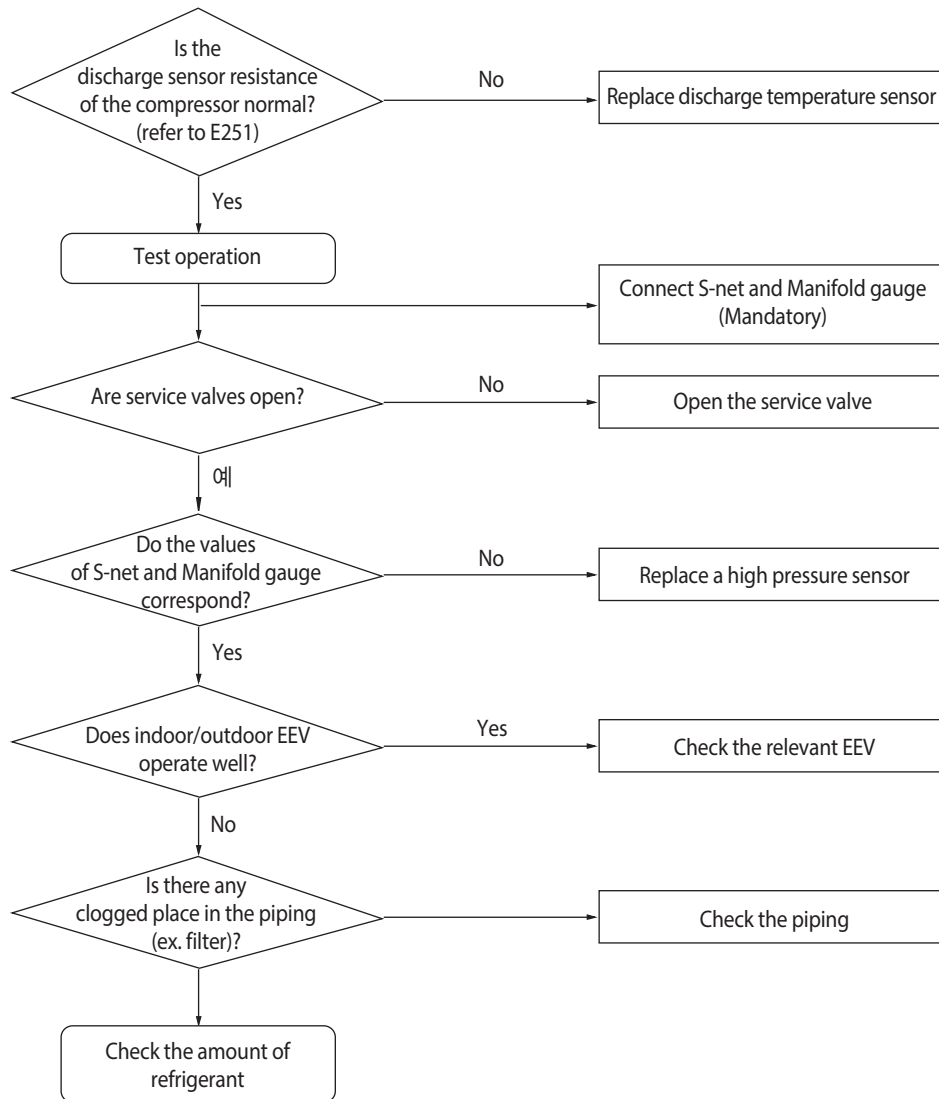 Is the
discharge sensor resistance
of the compressor normal?
(refer to E251)
No
Replace discharge temperature sensor
Yes
Test operation
Connect S-net and Manifold gauge
(Mandatory)
Are service valves open?
No
Open the service valve
예
Do the values
of S-net and Manifold gauge
correspond?
No
Replace a high pressure sensor
Yes
Does indoor/outdoor EEV
operate well?
Yes
Check the relevant EEV
No
Is there any
clogged place in the piping
(ex. filter)?
Check the piping
Check the amount of
refrigerant